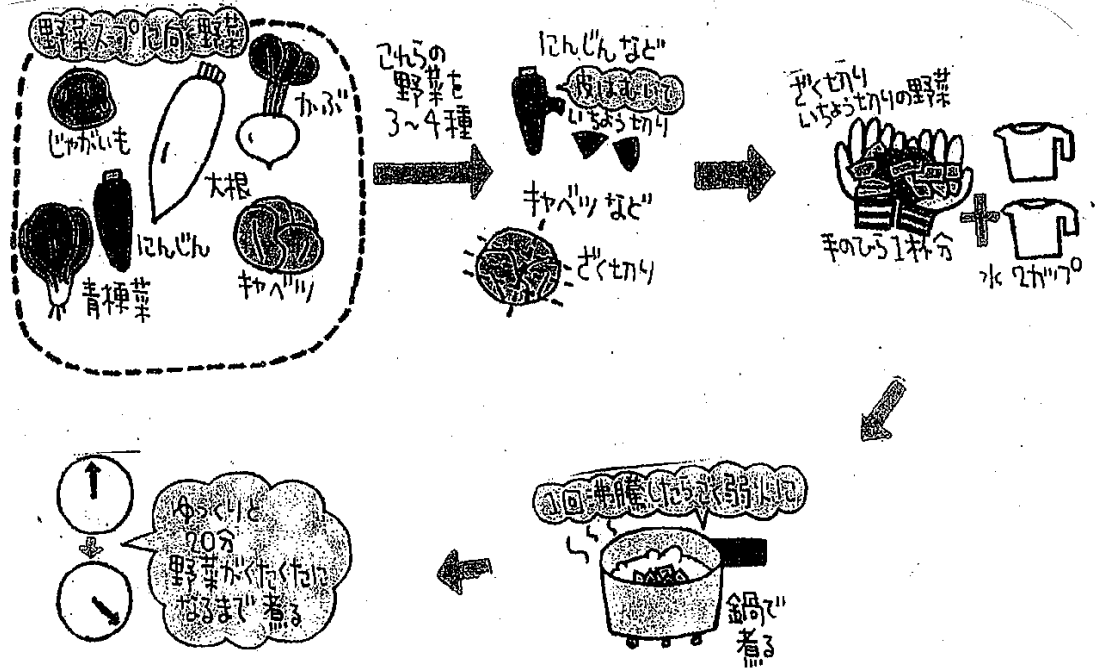 野菜スープに向く野菜
じゃがいも
かぶ
大根
にんじん
キャベツ
青梗菜
これらの
野菜を
3～4種
にんじんなど
皮はむいて
いちょう切り
キャベツなど
ざく切り
ざく切り
いちょう切りの野菜
手のひら1杯分
水 2カップ
1回沸騰したらごく弱火に
鍋で
煮る
ゆっくりと
20分
野菜がくたくたに
なるまで煮る